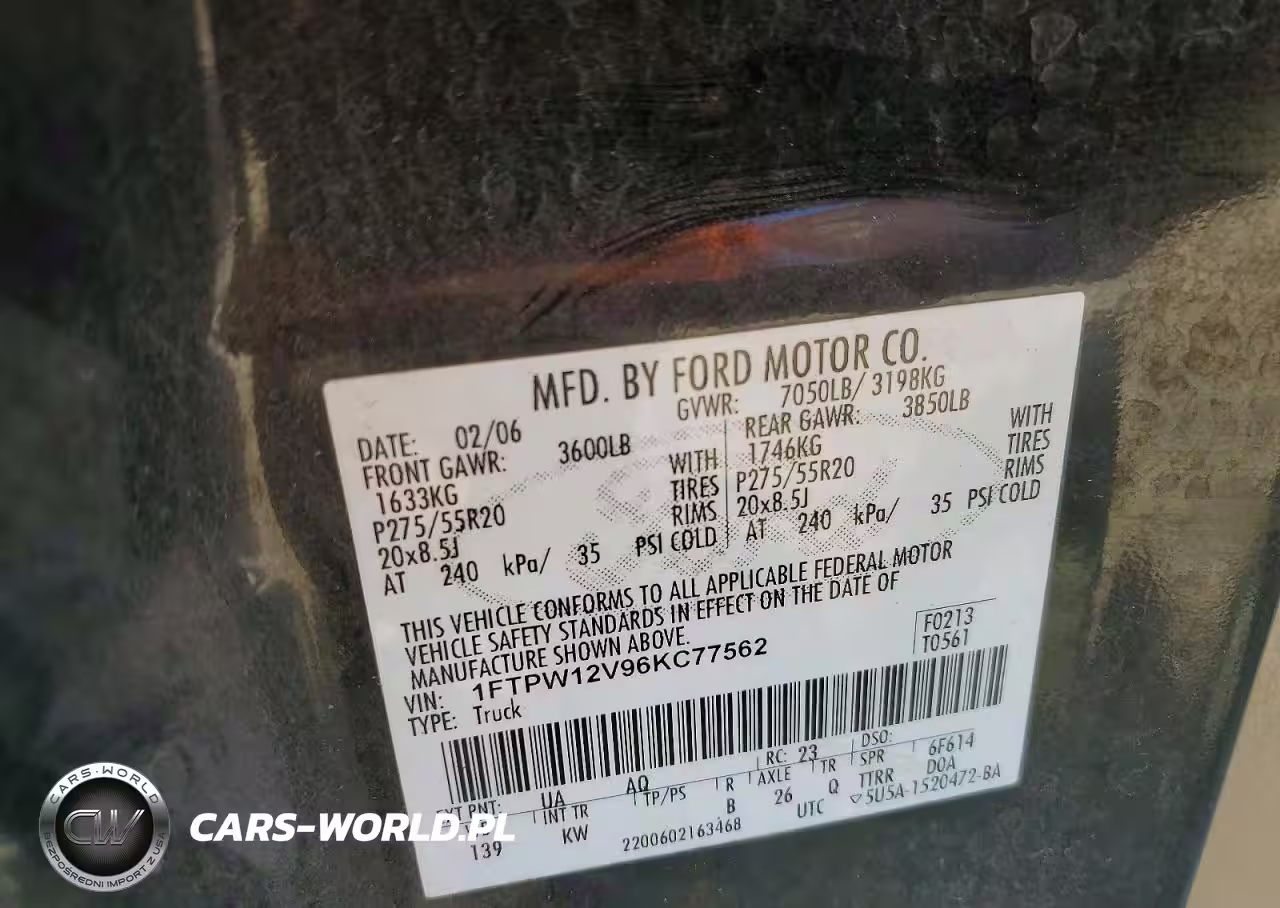 MFD. BY FORD MOTOR CO.
DATE: 02/06 GVWR: 7050LB/ 3198KG
FRONT GAWR: 3600LB REAR GAWR: 3850LB
1633KG WITH 1746KG WITH
P275/55R20 TIRES P275/55R20 TIRES
20x8.5J RIMS 20x8.5J RIMS
AT 240 kPa/ 35 PSI COLD AT 240 kPa/ 35 PSI COLD
THIS VEHICLE CONFORMS TO ALL APPLICABLE FEDERAL MOTOR
VEHICLE SAFETY STANDARDS IN EFFECT ON THE DATE OF
MANUFACTURE SHOWN ABOVE.
F0213
T0561
VIN: 1FTPW12V96KC77562
TYPE: Truck
EXT PNT: UA AQ RC: 23 DSO: 6F614
INT TR TP/PS R AXLE TR SPR DOA
KW B 26 Q TTRR
139 2200602163468 UTC ▽5U5A-1520472-BA
CARS-WORLD
CW
BEZPOŚREDNI IMPORT Z USA
CARS-WORLD.PL